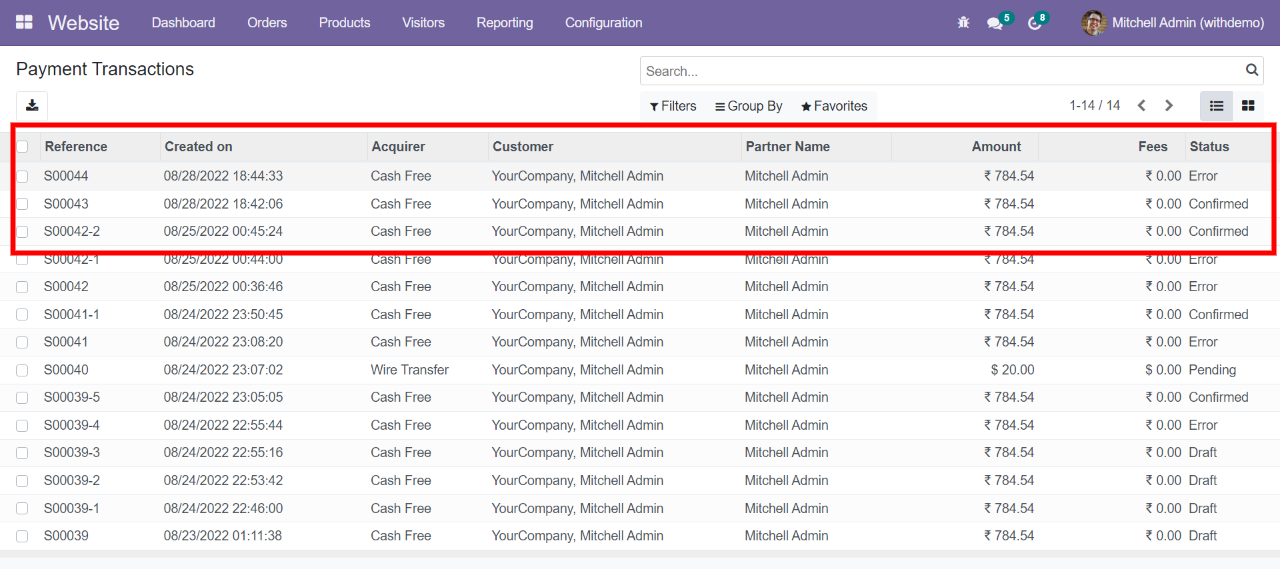 Website Dashboard Orders Products Visitors Reporting Configuration 5 8 Mitchell Admin (withdemo)
Payment Transactions Search...
Filters Group By Favorites 1-14 / 14
Reference Created on Acquirer Customer Partner Name Amount Fees Status
S00044 08/28/2022 18:44:33 Cash Free YourCompany, Mitchell Admin Mitchell Admin ₹ 784.54 ₹ 0.00 Error
S00043 08/28/2022 18:42:06 Cash Free YourCompany, Mitchell Admin Mitchell Admin ₹ 784.54 ₹ 0.00 Confirmed
S00042-2 08/25/2022 00:45:24 Cash Free YourCompany, Mitchell Admin Mitchell Admin ₹ 784.54 ₹ 0.00 Confirmed
S00042-1 08/25/2022 00:44:00 Cash Free YourCompany, Mitchell Admin Mitchell Admin ₹ 784.54 ₹ 0.00 Error
S00042 08/25/2022 00:36:46 Cash Free YourCompany, Mitchell Admin Mitchell Admin ₹ 784.54 ₹ 0.00 Error
S00041-1 08/24/2022 23:50:45 Cash Free YourCompany, Mitchell Admin Mitchell Admin ₹ 784.54 ₹ 0.00 Confirmed
S00041 08/24/2022 23:08:20 Cash Free YourCompany, Mitchell Admin Mitchell Admin ₹ 784.54 ₹ 0.00 Error
S00040 08/24/2022 23:07:02 Wire Transfer YourCompany, Mitchell Admin Mitchell Admin $ 20.00 $ 0.00 Pending
S00039-5 08/24/2022 23:05:05 Cash Free YourCompany, Mitchell Admin Mitchell Admin ₹ 784.54 ₹ 0.00 Confirmed
S00039-4 08/24/2022 22:55:44 Cash Free YourCompany, Mitchell Admin Mitchell Admin ₹ 784.54 ₹ 0.00 Error
S00039-3 08/24/2022 22:55:16 Cash Free YourCompany, Mitchell Admin Mitchell Admin ₹ 784.54 ₹ 0.00 Draft
S00039-2 08/24/2022 22:53:42 Cash Free YourCompany, Mitchell Admin Mitchell Admin ₹ 784.54 ₹ 0.00 Draft
S00039-1 08/24/2022 22:46:00 Cash Free YourCompany, Mitchell Admin Mitchell Admin ₹ 784.54 ₹ 0.00 Draft
S00039 08/23/2022 01:11:38 Cash Free YourCompany, Mitchell Admin Mitchell Admin ₹ 784.54 ₹ 0.00 Draft